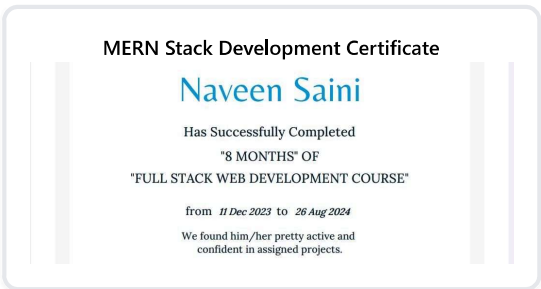 MERN Stack Development Certificate
Naveen Saini
Has Successfully Completed
"8 MONTHS" OF
"FULL STACK WEB DEVELOPMENT COURSE"
from 11 Dec 2023 to 26 Aug 2024
We found him/her pretty active and
confident in assigned projects.